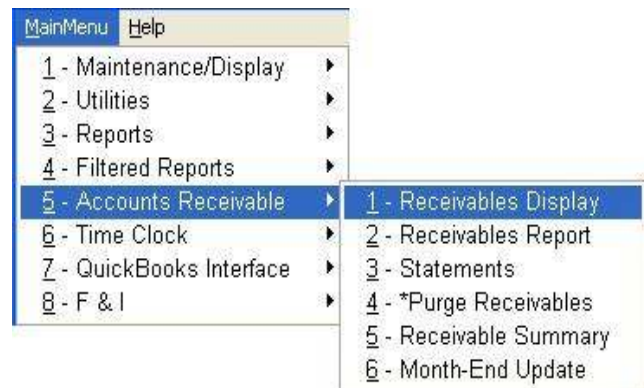 MainMenu Help
1 - Maintenance/Display
2 - Utilities
3 - Reports
4 - Filtered Reports
5 - Accounts Receivable
6 - Time Clock
7 - QuickBooks Interface
8 - F & I
1 - Receivables Display
2 - Receivables Report
3 - Statements
4 - *Purge Receivables
5 - Receivable Summary
6 - Month-End Update